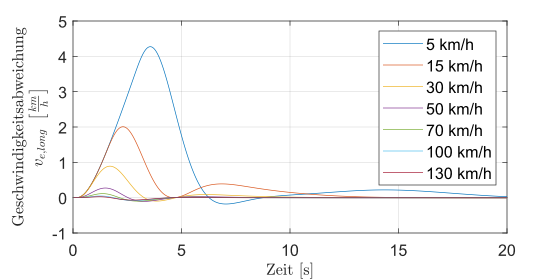 Geschwindigkeitsabweichung
v_{e,long} [km/h]
5
4
3
2
1
0
-1
0
5
10
15
20
Zeit [s]
5 km/h
15 km/h
30 km/h
50 km/h
70 km/h
100 km/h
130 km/h